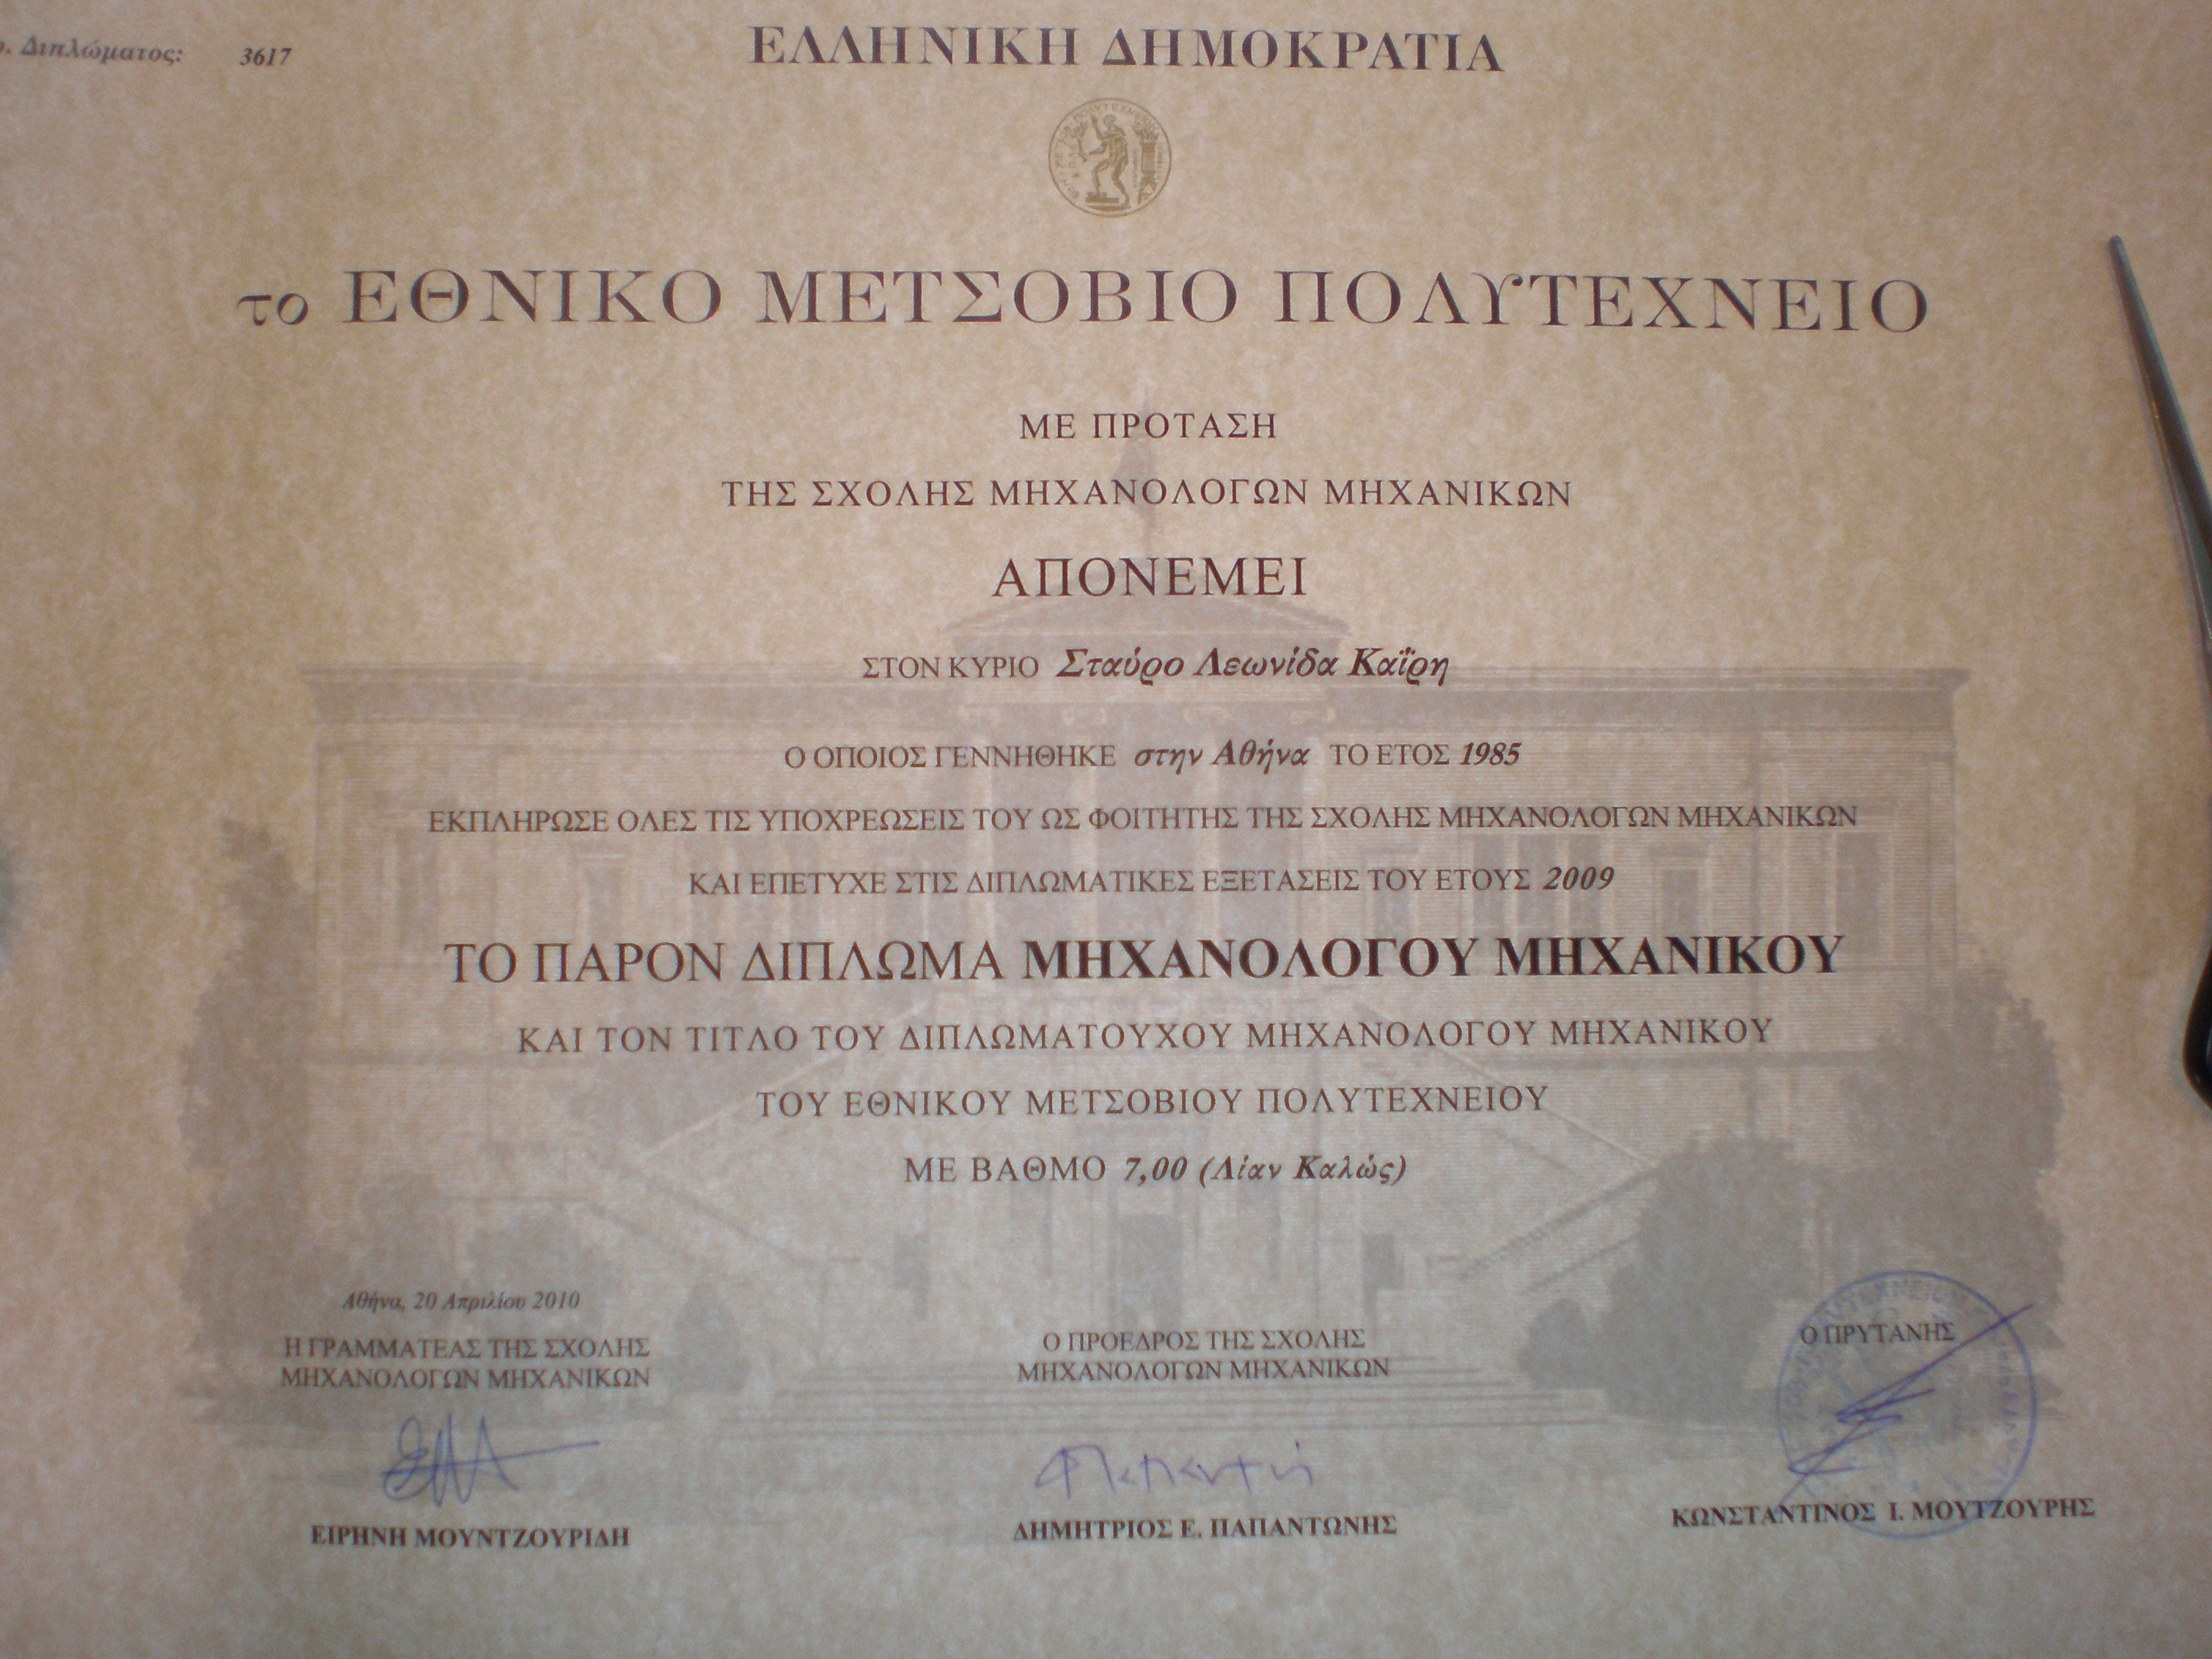 Διπλώματος: 3617
ΕΛΛΗΝΙΚΗ ΔΗΜΟΚΡΑΤΙΑ
το ΕΘΝΙΚΟ ΜΕΤΣΟΒΙΟ ΠΟΛΥΤΕΧΝΕΙΟ
ΜΕ ΠΡΟΤΑΣΗ
ΤΗΣ ΣΧΟΛΗΣ ΜΗΧΑΝΟΛΟΓΩΝ ΜΗΧΑΝΙΚΩΝ
ΑΠΟΝΕΜΕΙ
ΣΤΟΝ ΚΥΡΙΟ Σταύρο Λεωνίδα Καΐρη
Ο ΟΠΟΙΟΣ ΓΕΝΝΗΘΗΚΕ στην Αθήνα ΤΟ ΕΤΟΣ 1985
ΕΚΠΛΗΡΩΣΕ ΟΛΕΣ ΤΙΣ ΥΠΟΧΡΕΩΣΕΙΣ ΤΟΥ ΩΣ ΦΟΙΤΗΤΗΣ ΤΗΣ ΣΧΟΛΗΣ ΜΗΧΑΝΟΛΟΓΩΝ ΜΗΧΑΝΙΚΩΝ
ΚΑΙ ΕΠΕΤΥΧΕ ΣΤΙΣ ΔΙΠΛΩΜΑΤΙΚΕΣ ΕΞΕΤΑΣΕΙΣ ΤΟΥ ΕΤΟΥΣ 2009
ΤΟ ΠΑΡΟΝ ΔΙΠΛΩΜΑ ΜΗΧΑΝΟΛΟΓΟΥ ΜΗΧΑΝΙΚΟΥ
ΚΑΙ ΤΟΝ ΤΙΤΛΟ ΤΟΥ ΔΙΠΛΩΜΑΤΟΥΧΟΥ ΜΗΧΑΝΟΛΟΓΟΥ ΜΗΧΑΝΙΚΟΥ
ΤΟΥ ΕΘΝΙΚΟΥ ΜΕΤΣΟΒΙΟΥ ΠΟΛΥΤΕΧΝΕΙΟΥ
ΜΕ ΒΑΘΜΟ 7,00 (Λίαν Καλώς)
Αθήνα, 20 Απριλίου 2010
Η ΓΡΑΜΜΑΤΕΑΣ ΤΗΣ ΣΧΟΛΗΣ
ΜΗΧΑΝΟΛΟΓΩΝ ΜΗΧΑΝΙΚΩΝ
ΕΙΡΗΝΗ ΜΟΥΝΤΖΟΥΡΙΔΗ
Ο ΠΡΟΕΔΡΟΣ ΤΗΣ ΣΧΟΛΗΣ
ΜΗΧΑΝΟΛΟΓΩΝ ΜΗΧΑΝΙΚΩΝ
ΔΗΜΗΤΡΙΟΣ Ε. ΠΑΠΑΝΤΩΝΗΣ
Ο ΠΡΥΤΑΝΗΣ
ΚΩΝΣΤΑΝΤΙΝΟΣ Ι. ΜΟΥΤΖΟΥΡΗΣ